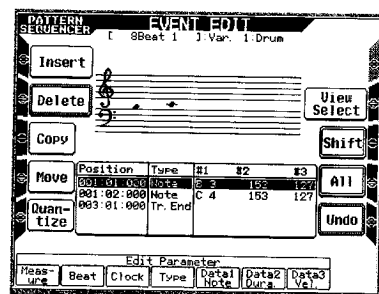 PATTERN SEQUENCER
EVENT EDIT
[ 8Beat 1 ]:Var. 1:Drum
Insert
Delete
Copy
Move
Quan-
tize
View
Select
Shift
All
Undo
Position Type #1 #2 #3
001:01:000 Note 153 127
001:02:000 Note C 4 153 127
003:01:000 Tr. End
Edit Parameter
Meas-
ure
Beat
Clock
Type
Data1
Note
Data2
Dura.
Data3
Vel.